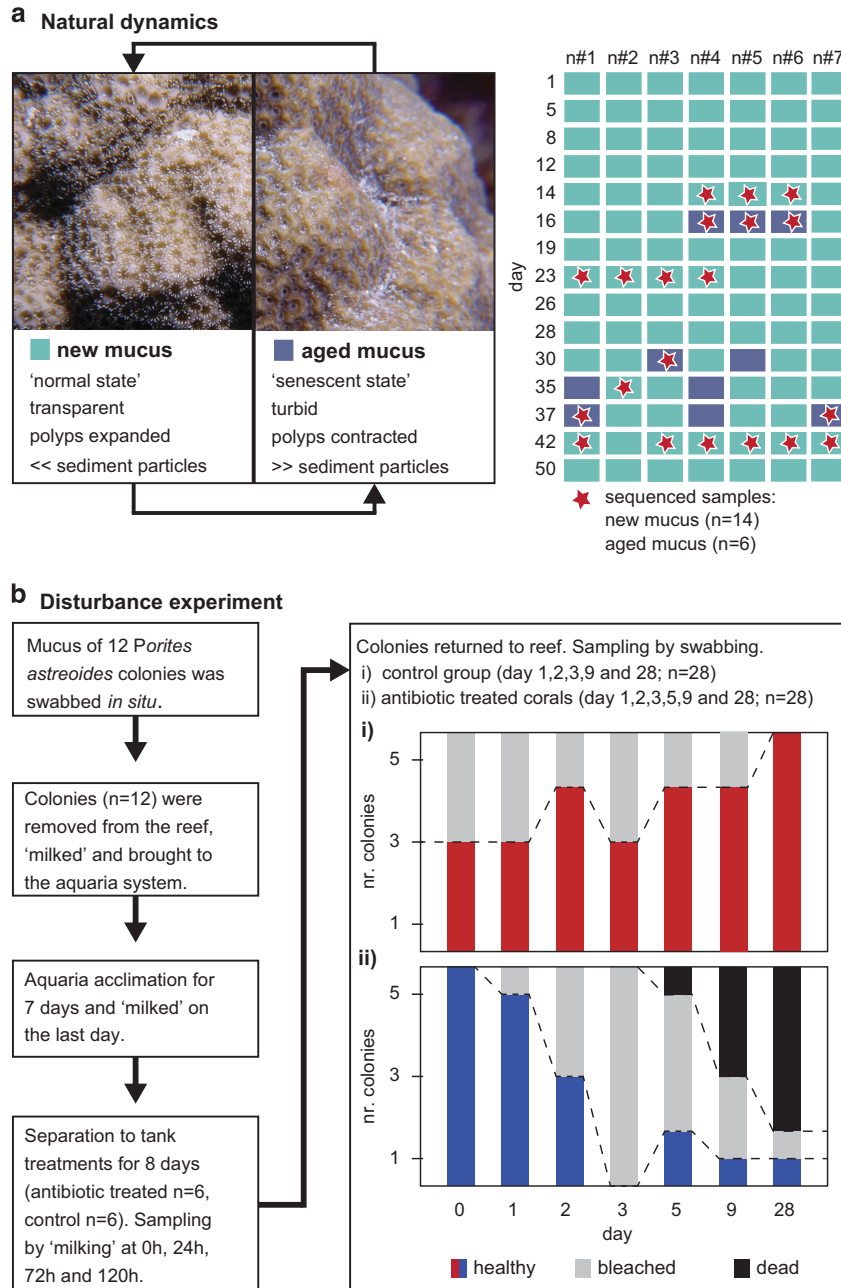 a Natural dynamics
new mucus
'normal state'
transparent
polyps expanded
<< sediment particles
aged mucus
'senescent state'
turbid
polyps contracted
>> sediment particles
n#1 n#2 n#3 n#4 n#5 n#6 n#7
day
1
5
8
12
14
16
19
23
26
28
30
35
37
42
50
sequenced samples:
new mucus (n=14)
aged mucus (n=6)
b Disturbance experiment
Mucus of 12 Porites
astreoides colonies was
swabbed in situ.
Colonies (n=12) were
removed from the reef,
'milked' and brought to
the aquaria system.
Aquaria acclimation for
7 days and 'milked' on
the last day.
Separation to tank
treatments for 8 days
(antibiotic treated n=6,
control n=6). Sampling
by 'milking' at 0h, 24h,
72h and 120h.
Colonies returned to reef. Sampling by swabbing.
i) control group (day 1,2,3,9 and 28; n=28)
ii) antibiotic treated corals (day 1,2,3,5,9 and 28; n=28)
i)
nr. colonies
5
3
1
ii)
nr. colonies
5
3
1
0 1 2 3 5 9 28
day
healthy bleached dead